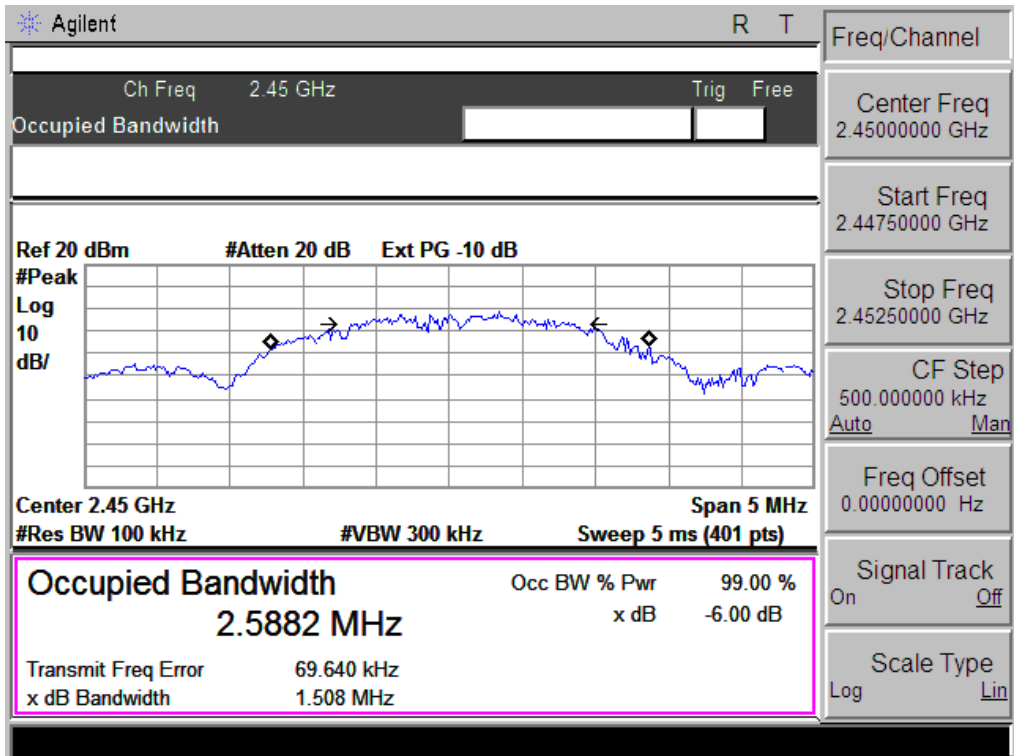 Agilent R T
Ch Freq 2.45 GHz Trig Free
Occupied Bandwidth
Ref 20 dBm #Atten 20 dB Ext PG -10 dB
#Peak
Log
10
dB/
Center 2.45 GHz Span 5 MHz
#Res BW 100 kHz #VBW 300 kHz Sweep 5 ms (401 pts)
Occupied Bandwidth Occ BW % Pwr 99.00 %
2.5882 MHz x dB -6.00 dB
Transmit Freq Error 69.640 kHz
x dB Bandwidth 1.508 MHz
Freq/Channel
Center Freq
2.45000000 GHz
Start Freq
2.44750000 GHz
Stop Freq
2.45250000 GHz
CF Step
500.000000 kHz
Auto Man
Freq Offset
0.00000000 Hz
Signal Track
On Off
Scale Type
Log Lin